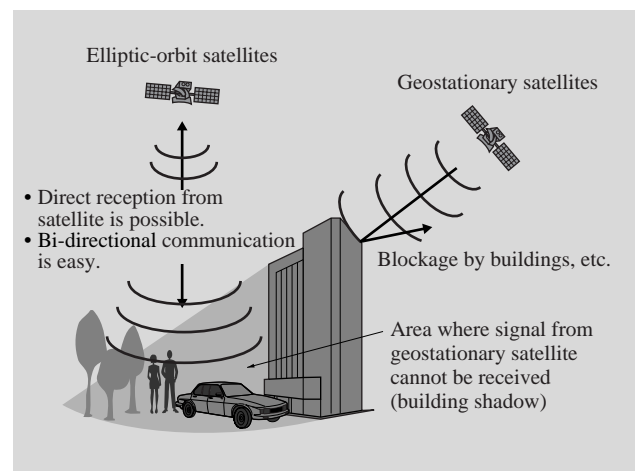 Elliptic-orbit satellites
Geostationary satellites
• Direct reception from
satellite is possible.
• Bi-directional communication
is easy.
Blockage by buildings, etc.
Area where signal from
geostationary satellite
cannot be received
(building shadow)